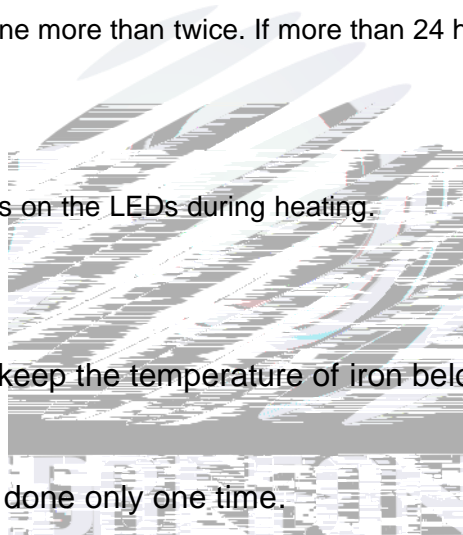 ne more than twice. If more than 24 h
s on the LEDs during heating.
keep the temperature of iron belo
done only one time.